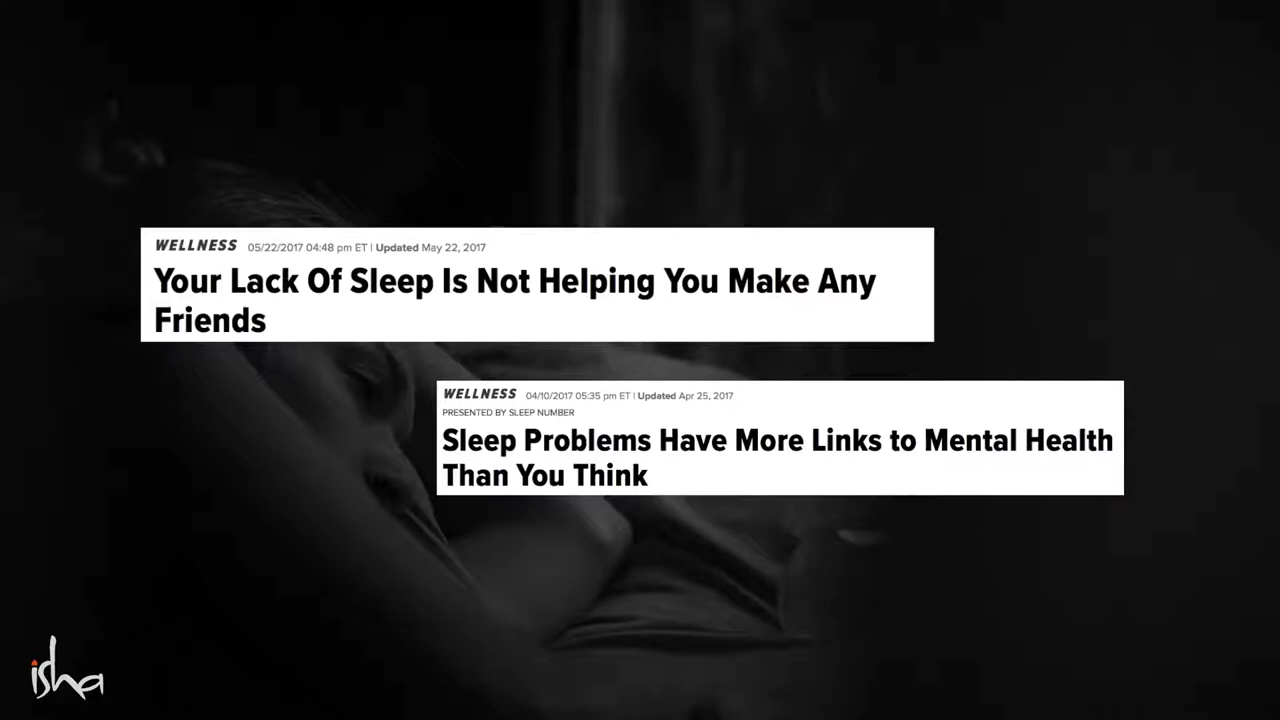 WELLNESS 05/22/2017 04:48 pm ET | Updated May 22, 2017
Your Lack Of Sleep Is Not Helping You Make Any
Friends
WELLNESS 04/10/2017 05:35 pm ET | Updated Apr 25, 2017
PRESENTED BY SLEEP NUMBER
Sleep Problems Have More Links to Mental Health
Than You Think
isha